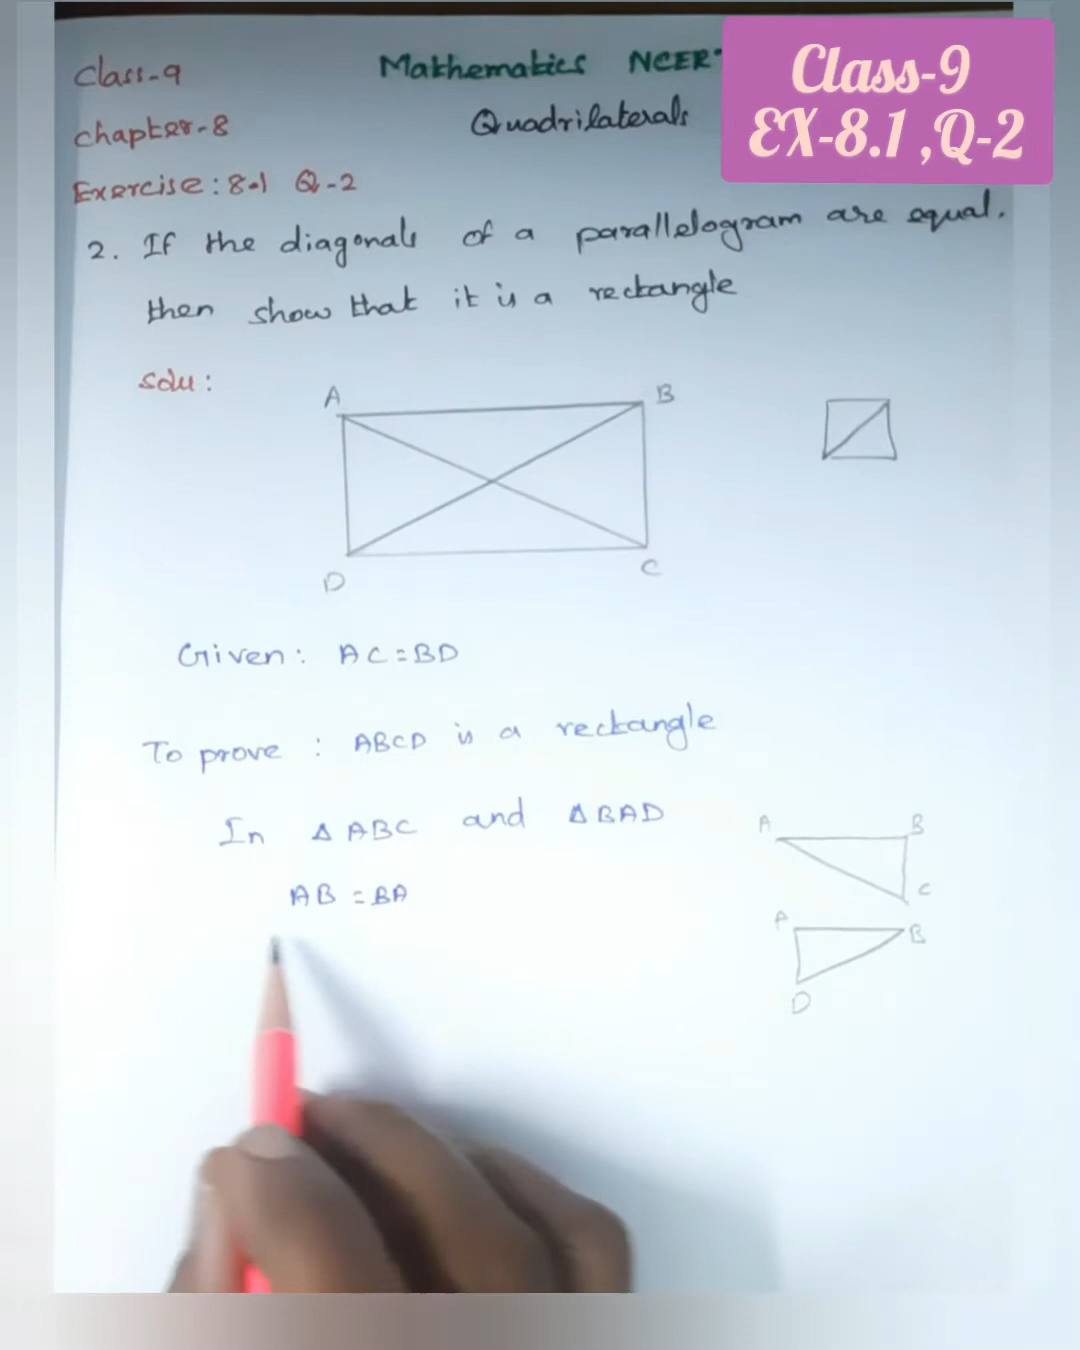 Class-9
Mathematics NCER
Class-9
EX-8.1 ,Q-2
Chapter-8
Quadrilaterals
Exercise: 8.1 Q-2
2. If the diagonals of a parallelogram are equal.
then show that it is a rectangle
Solu:
A B
D C
Given: AC=BD
To prove : ABCD is a rectangle
In △ ABC and △BAD
A B
C
AB = BA
A B
D